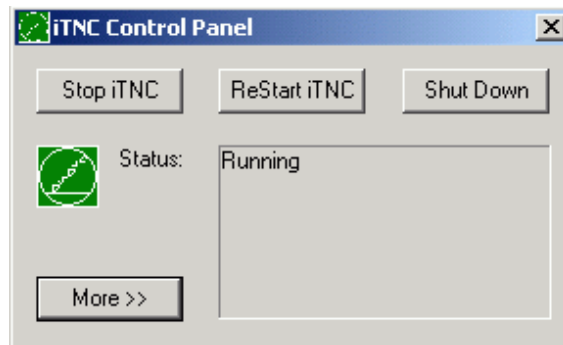 iTNC Control Panel
Stop iTNC ReStart iTNC Shut Down
Status: Running
More >>